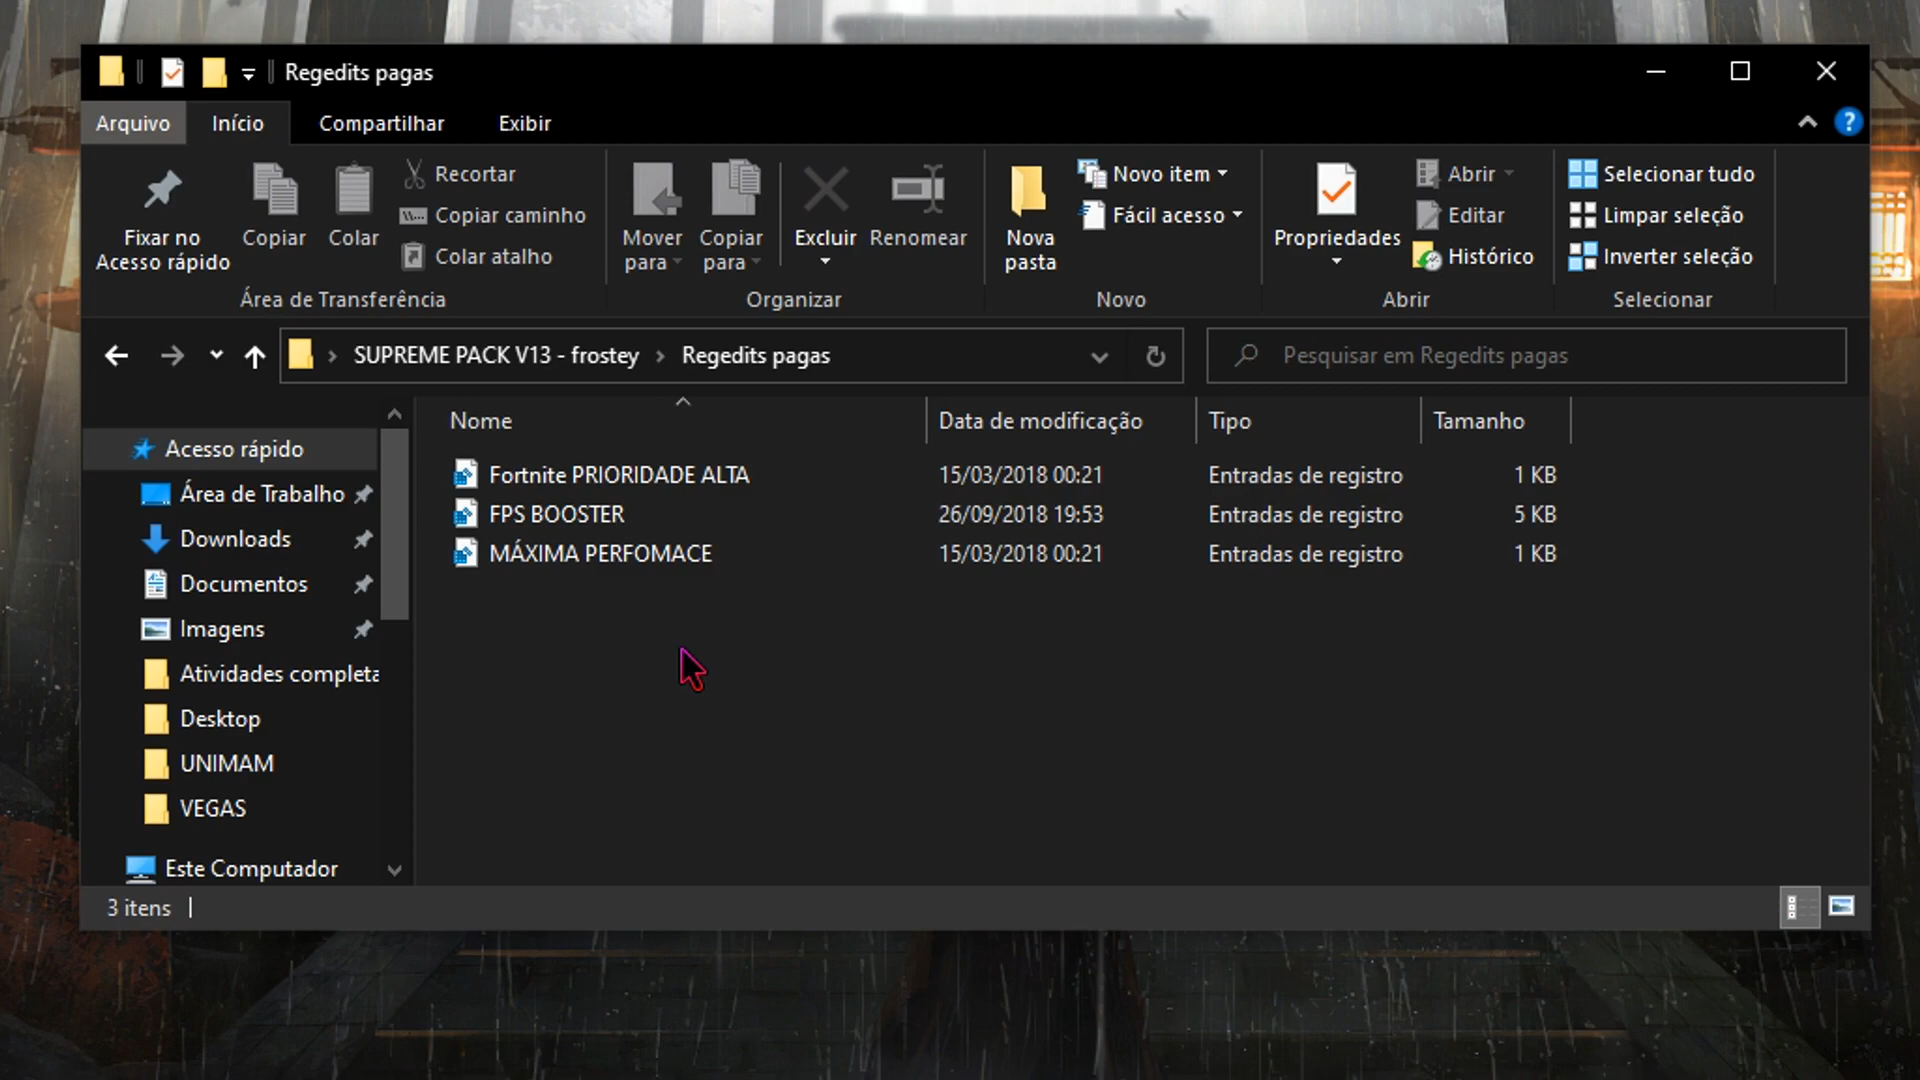 Regedits pagas
Arquivo Início Compartilhar Exibir ?
Fixar no
Acesso rápido
Copiar
Colar
Recortar
Copiar caminho
Colar atalho
Área de Transferência
Mover
para
Copiar
para
Excluir
Renomear
Organizar
Nova
pasta
Novo item
Fácil acesso
Novo
Propriedades
Abrir
Editar
Histórico
Abrir
Selecionar tudo
Limpar seleção
Inverter seleção
Selecionar
SUPREME PACK V13 - frostey > Regedits pagas
Pesquisar em Regedits pagas
Acesso rápido
Área de Trabalho
Downloads
Documentos
Imagens
Atividades completa
Desktop
UNIMAM
VEGAS
Este Computador
Nome Data de modificação Tipo Tamanho
Fortnite PRIORIDADE ALTA 15/03/2018 00:21 Entradas de registro 1 KB
FPS BOOSTER 26/09/2018 19:53 Entradas de registro 5 KB
MÁXIMA PERFOMACE 15/03/2018 00:21 Entradas de registro 1 KB
3 itens